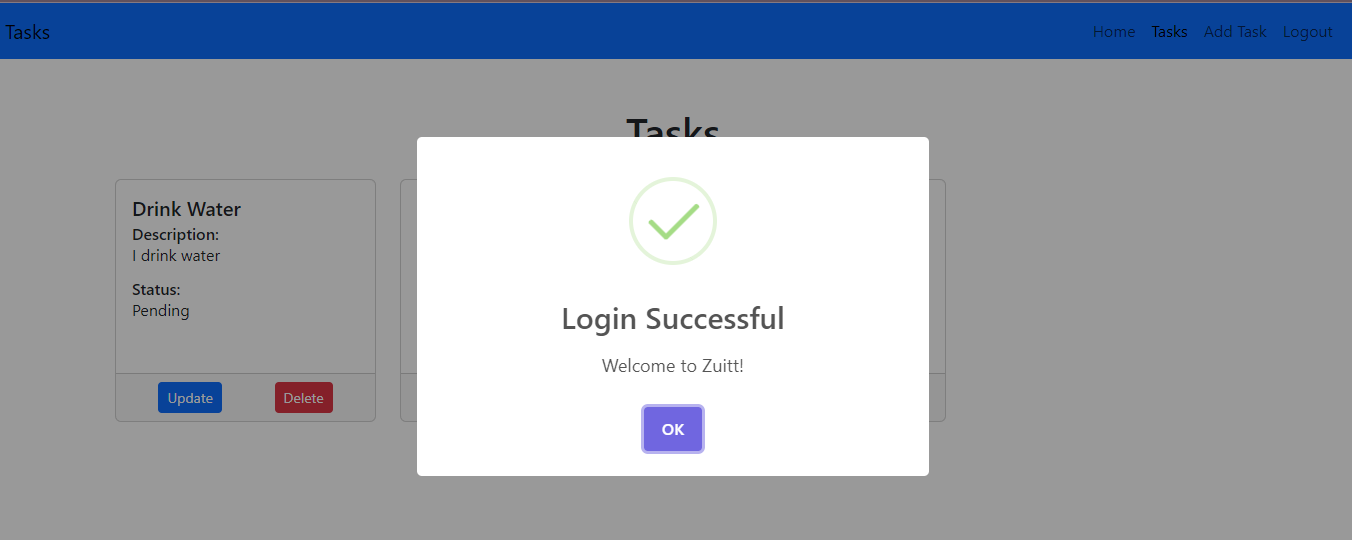 Tasks
Home Tasks Add Task Logout
Tasks
Drink Water
Description:
I drink water
Status:
Pending
Update Delete
Login Successful
Welcome to Zuitt!
OK